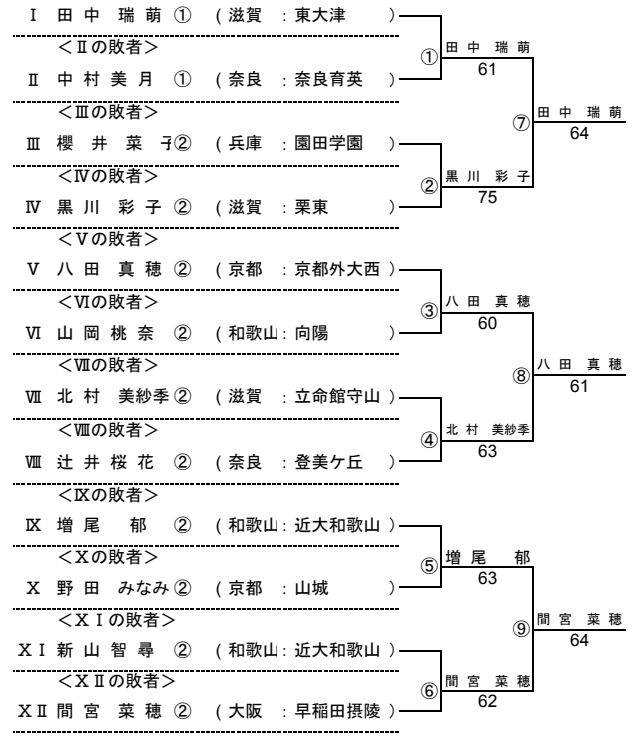 Ⅰ 田中 瑞萌 ① (滋賀 : 東大津 )
<Ⅱの敗者>
① 田中 瑞萌
61
Ⅱ 中村美月 ① (奈良 : 奈良育英 )
<Ⅲの敗者>
⑦ 田中 瑞萌
64
Ⅲ 櫻井 菜子② (兵庫 : 園田学園 )
<Ⅳの敗者>
② 黒川 彩子
75
Ⅳ 黒川 彩子 ② (滋賀 : 栗東 )
<Ⅴの敗者>
Ⅴ 八田 真穂 ② (京都 : 京都外大西 )
<Ⅵの敗者>
③ 八田 真穂
60
Ⅵ 山岡桃奈 ② (和歌山: 向陽 )
<Ⅶの敗者>
⑧ 八田 真穂
61
Ⅶ 北村 美紗季② (滋賀 : 立命館守山 )
<Ⅷの敗者>
④ 北村 美紗季
63
Ⅷ 辻井桜花 ② (奈良 : 登美ケ丘 )
<Ⅸの敗者>
Ⅸ 増尾 郁 ② (和歌山: 近大和歌山 )
<Ⅹの敗者>
⑤ 増尾 郁
63
Ⅹ 野田 みなみ② (京都 : 山城 )
<ⅩⅠの敗者>
⑨ 間宮 菜穂
64
ⅩⅠ 新山智尋 ② (和歌山: 近大和歌山 )
<ⅩⅡの敗者>
⑥ 間宮 菜穂
62
ⅩⅡ 間宮 菜穂 ② (大阪 : 早稲田摂陵 )